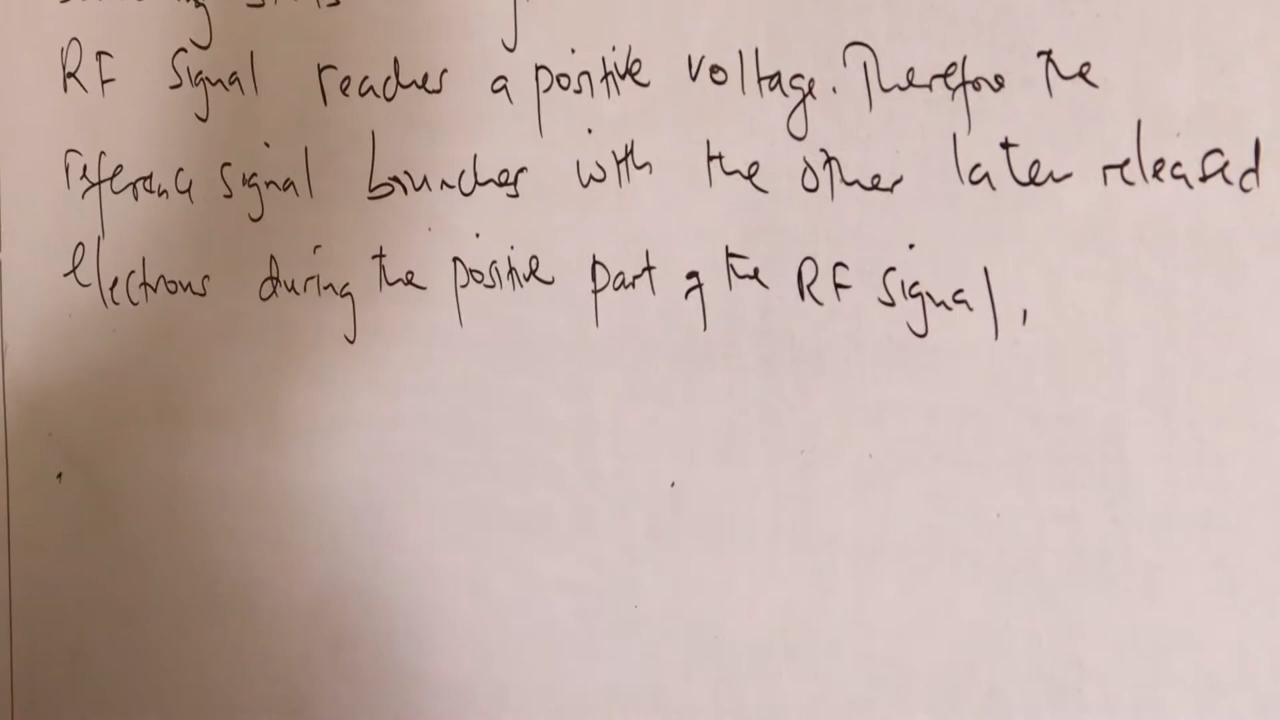 RF Signal reaches a positive voltage. Therefore the
reference signal bunches with the other later released
electrons during the positive part of the RF signal,